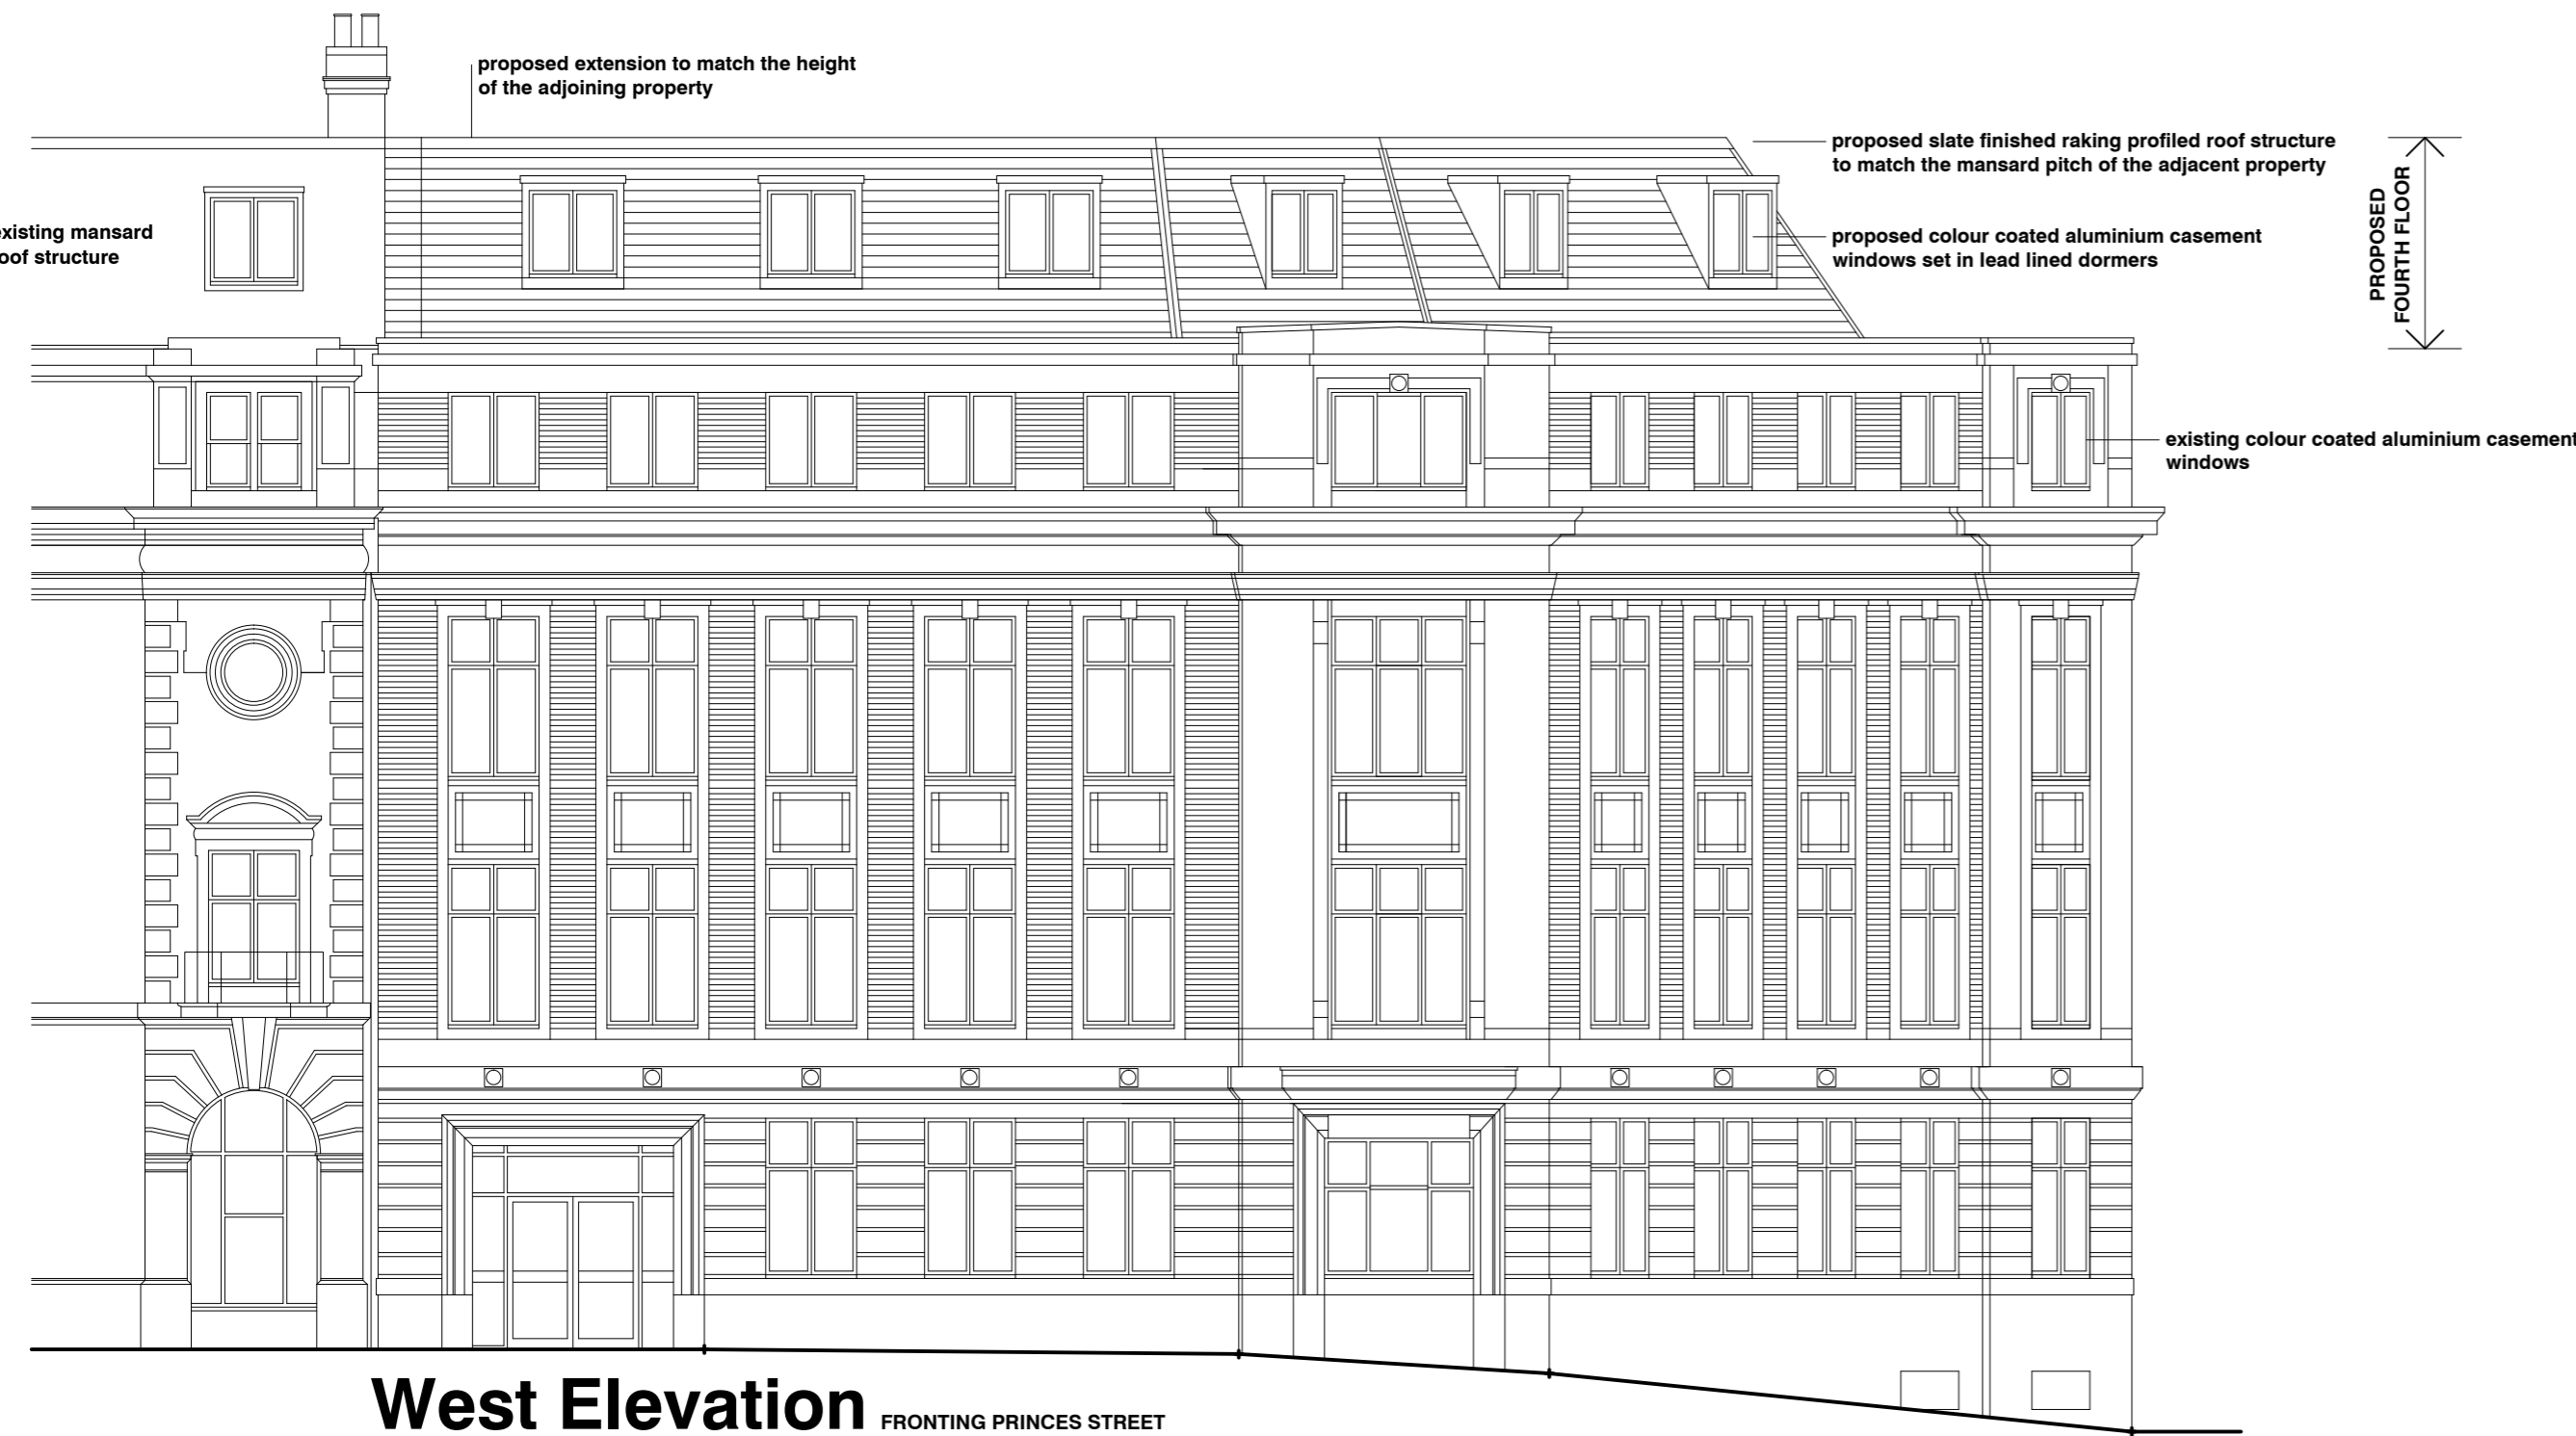 proposed extension to match the height
of the adjoining property
proposed slate finished raking profiled roof structure
to match the mansard pitch of the adjacent property
PROPOSED
FOURTH FLOOR
existing mansard
roof structure
proposed colour coated aluminium casement
windows set in lead lined dormers
existing colour coated aluminium casement
windows
West Elevation FRONTING PRINCES STREET